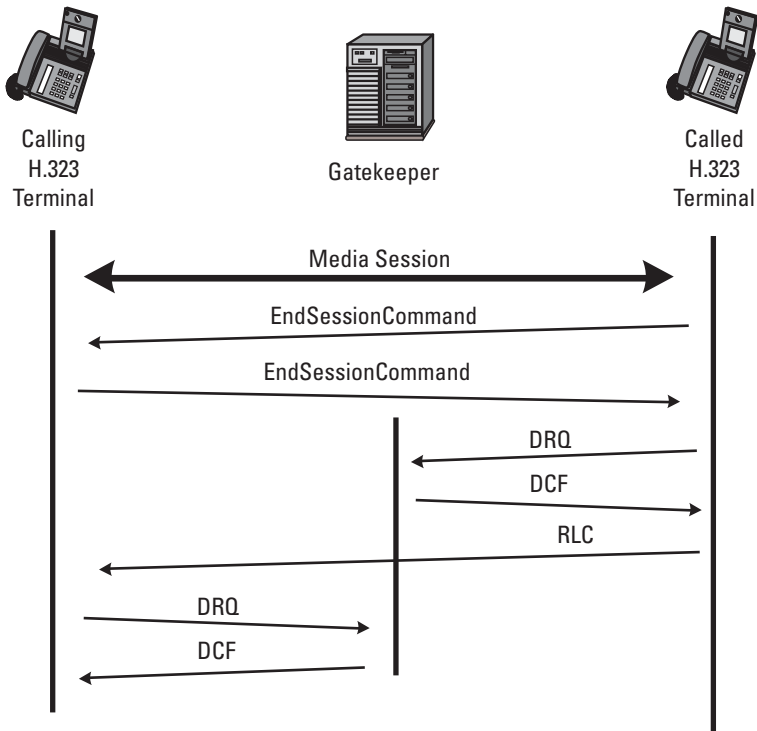 Calling
H.323
Terminal
Gatekeeper
Called
H.323
Terminal
Media Session
EndSessionCommand
EndSessionCommand
DRQ
DCF
RLC
DRQ
DCF